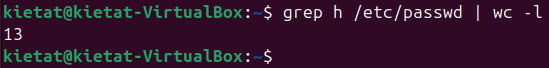 kietat@kietat-VirtualBox:~$ grep h /etc/passwd | wc -l
13
kietat@kietat-VirtualBox:~$